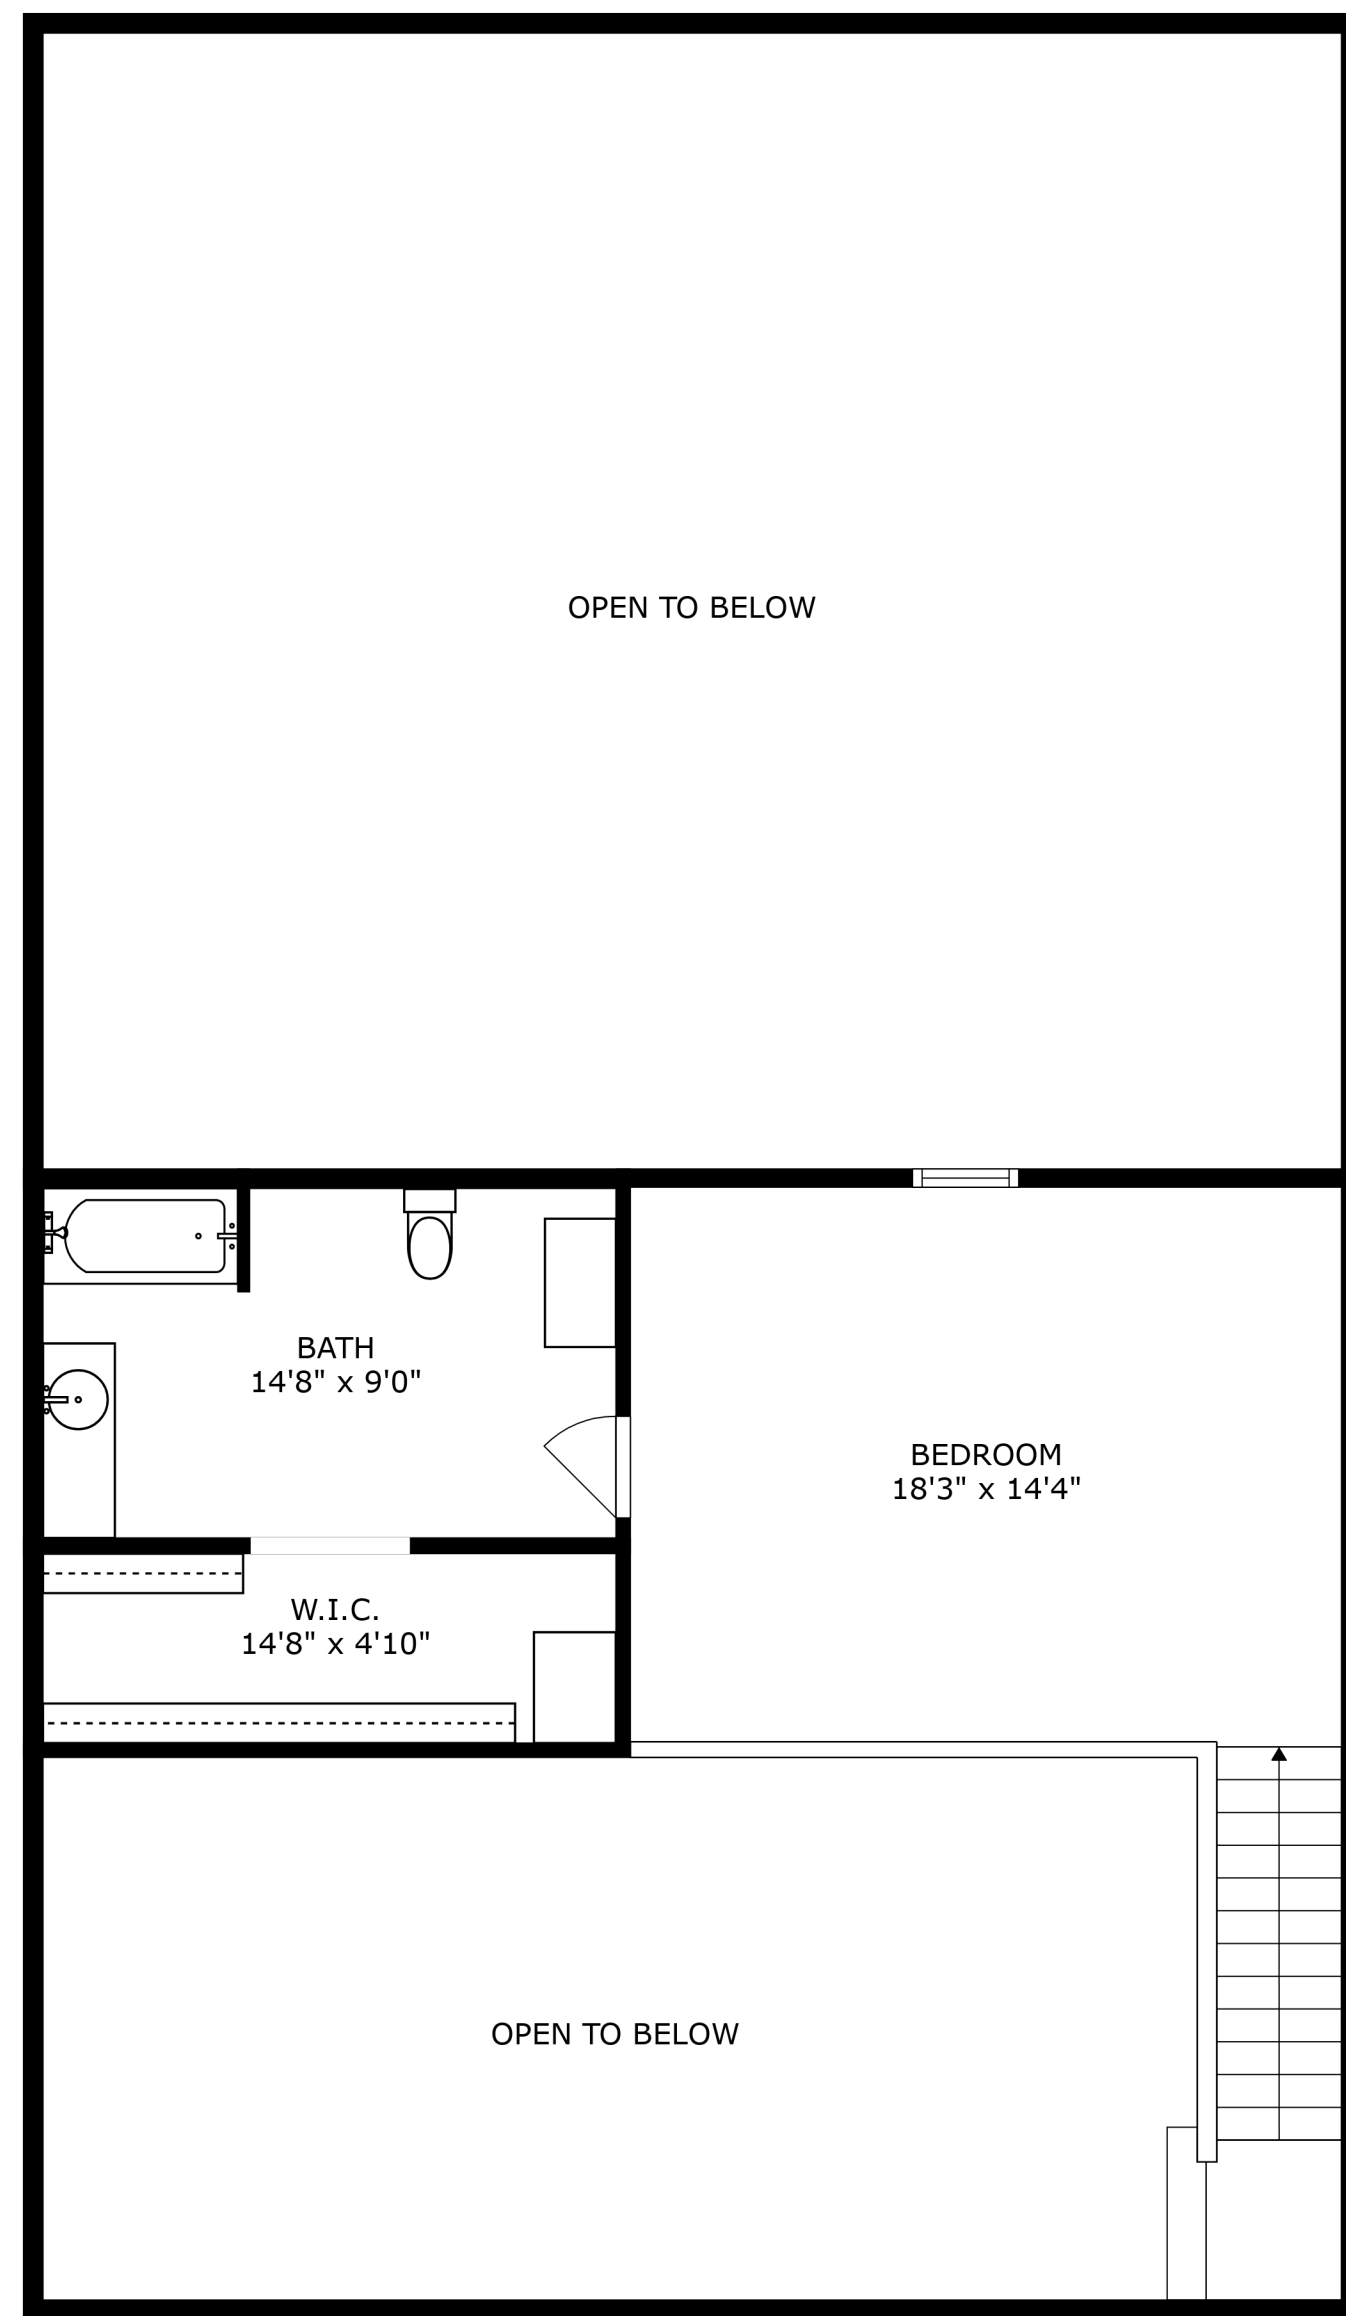 OPEN TO BELOW
BATH
14'8" x 9'0"
BEDROOM
18'3" x 14'4"
W.I.C.
14'8" x 4'10"
OPEN TO BELOW